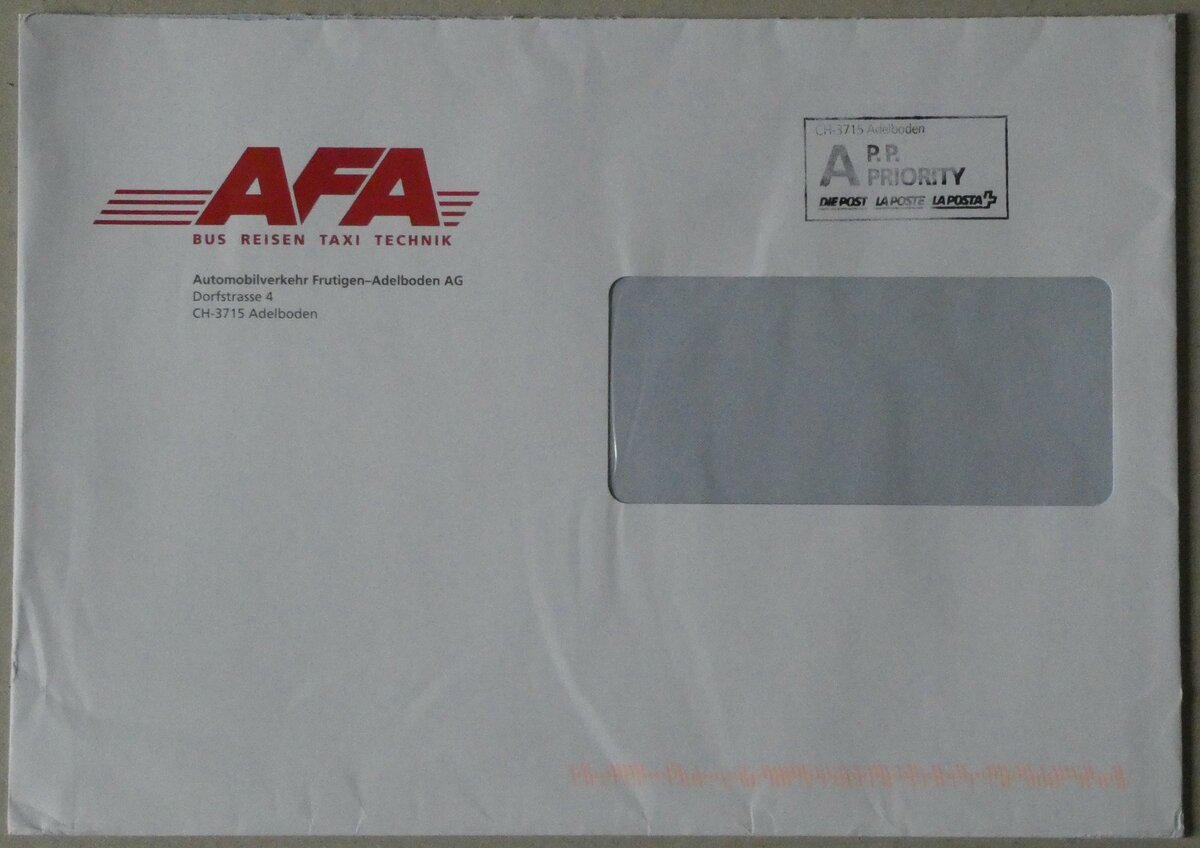 AFA
BUS REISEN TAXI TECHNIK
Automobilverkehr Frutigen–Adelboden AG
Dorfstrasse 4
CH-3715 Adelboden
CH-3715 Adelboden
A P.P.
PRIORITY
DIE POST LA POSTE LA POSTA